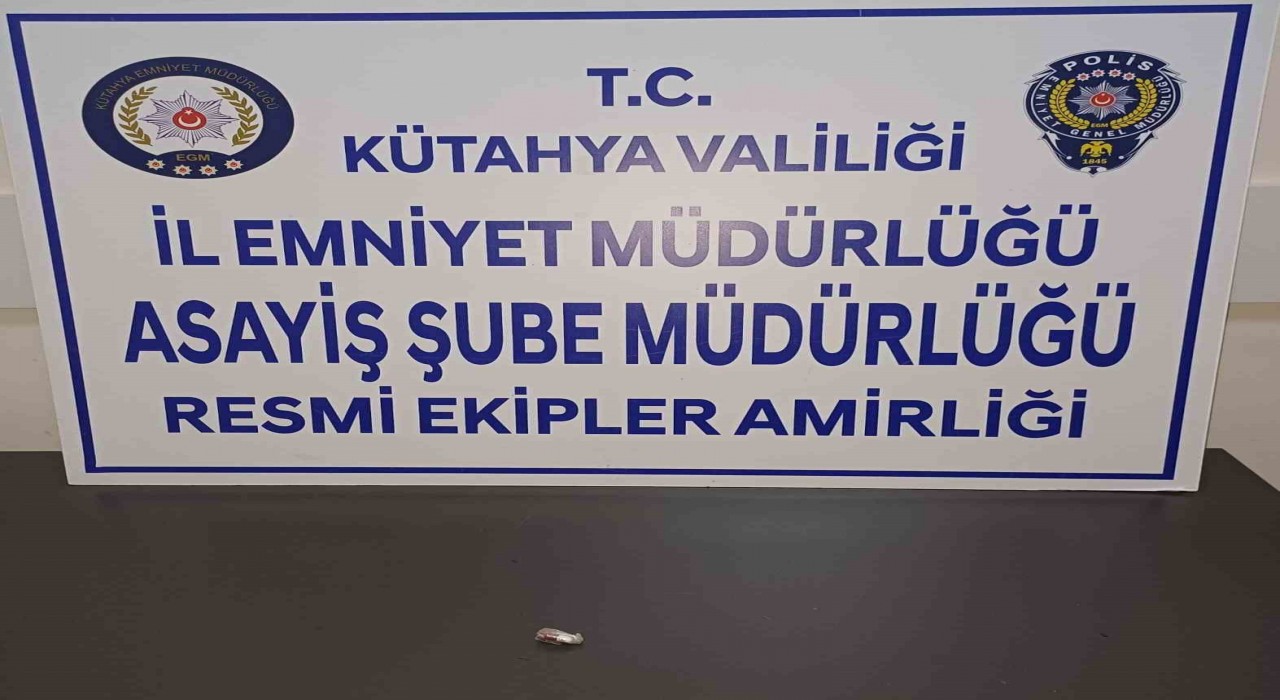 T.C.
KÜTAHYA VALİLİĞİ
İL EMNİYET MÜDÜRLÜĞÜ
ASAYİŞ ŞUBE MÜDÜRLÜĞÜ
RESMİ EKİPLER AMİRLİĞİ
KÜTAHYA EMNİYET MÜDÜRLÜĞÜ
EGM
POLİS
EMNİYET GENEL MÜDÜRLÜĞÜ
EGM
1845